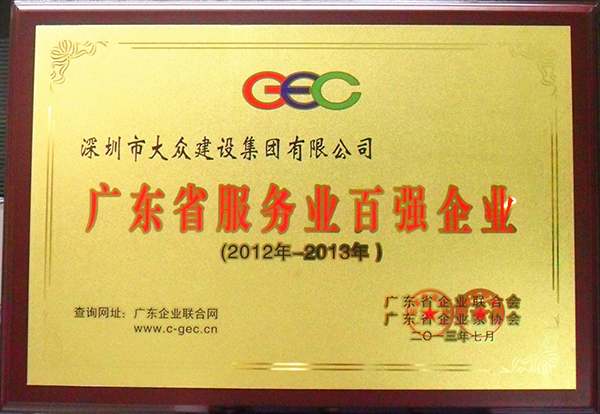 GEC
深圳市大众建设集团有限公司
广东省服务业百强企业
(2012年-2013年)
查询网址：广东企业联合网
www.c-gec.cn
广东省企业联合会
广东省企业家协会
二〇一三年七月